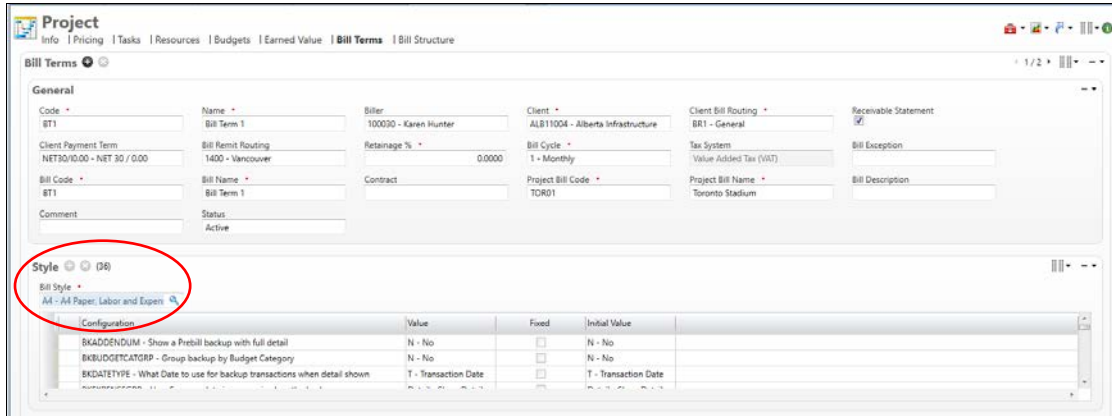 Project
Info | Pricing | Tasks | Resources | Budgets | Earned Value | Bill Terms | Bill Structure
Bill Terms 1/2
General
Code * Name * Biller Client * Client Bill Routing * Receivable Statement
BT1 Bill Term 1 100030 - Karen Hunter ALB11004 - Alberta Infrastructure BR1 - General
Client Payment Term Bill Remit Routing Retainage % * Bill Cycle * Tax System Bill Exception
NET30/0.00 - NET 30 / 0.00 1400 - Vancouver 0.0000 1 - Monthly Value Added Tax (VAT)
Bill Code * Bill Name * Contract Project Bill Code * Project Bill Name * Bill Description
BT1 Bill Term 1 TOR01 Toronto Stadium
Comment Status
Active
Style (36)
Bill Style *
A4 - A4 Paper, Labor and Expen
Configuration Value Fixed Initial Value
BKADDENDUM - Show a Prebill backup with full detail N - No N - No
BKBUDGETCATGRP - Group backup by Budget Category N - No N - No
BKDATETYPE - What Date to use for backup transactions when detail shown T - Transaction Date T - Transaction Date